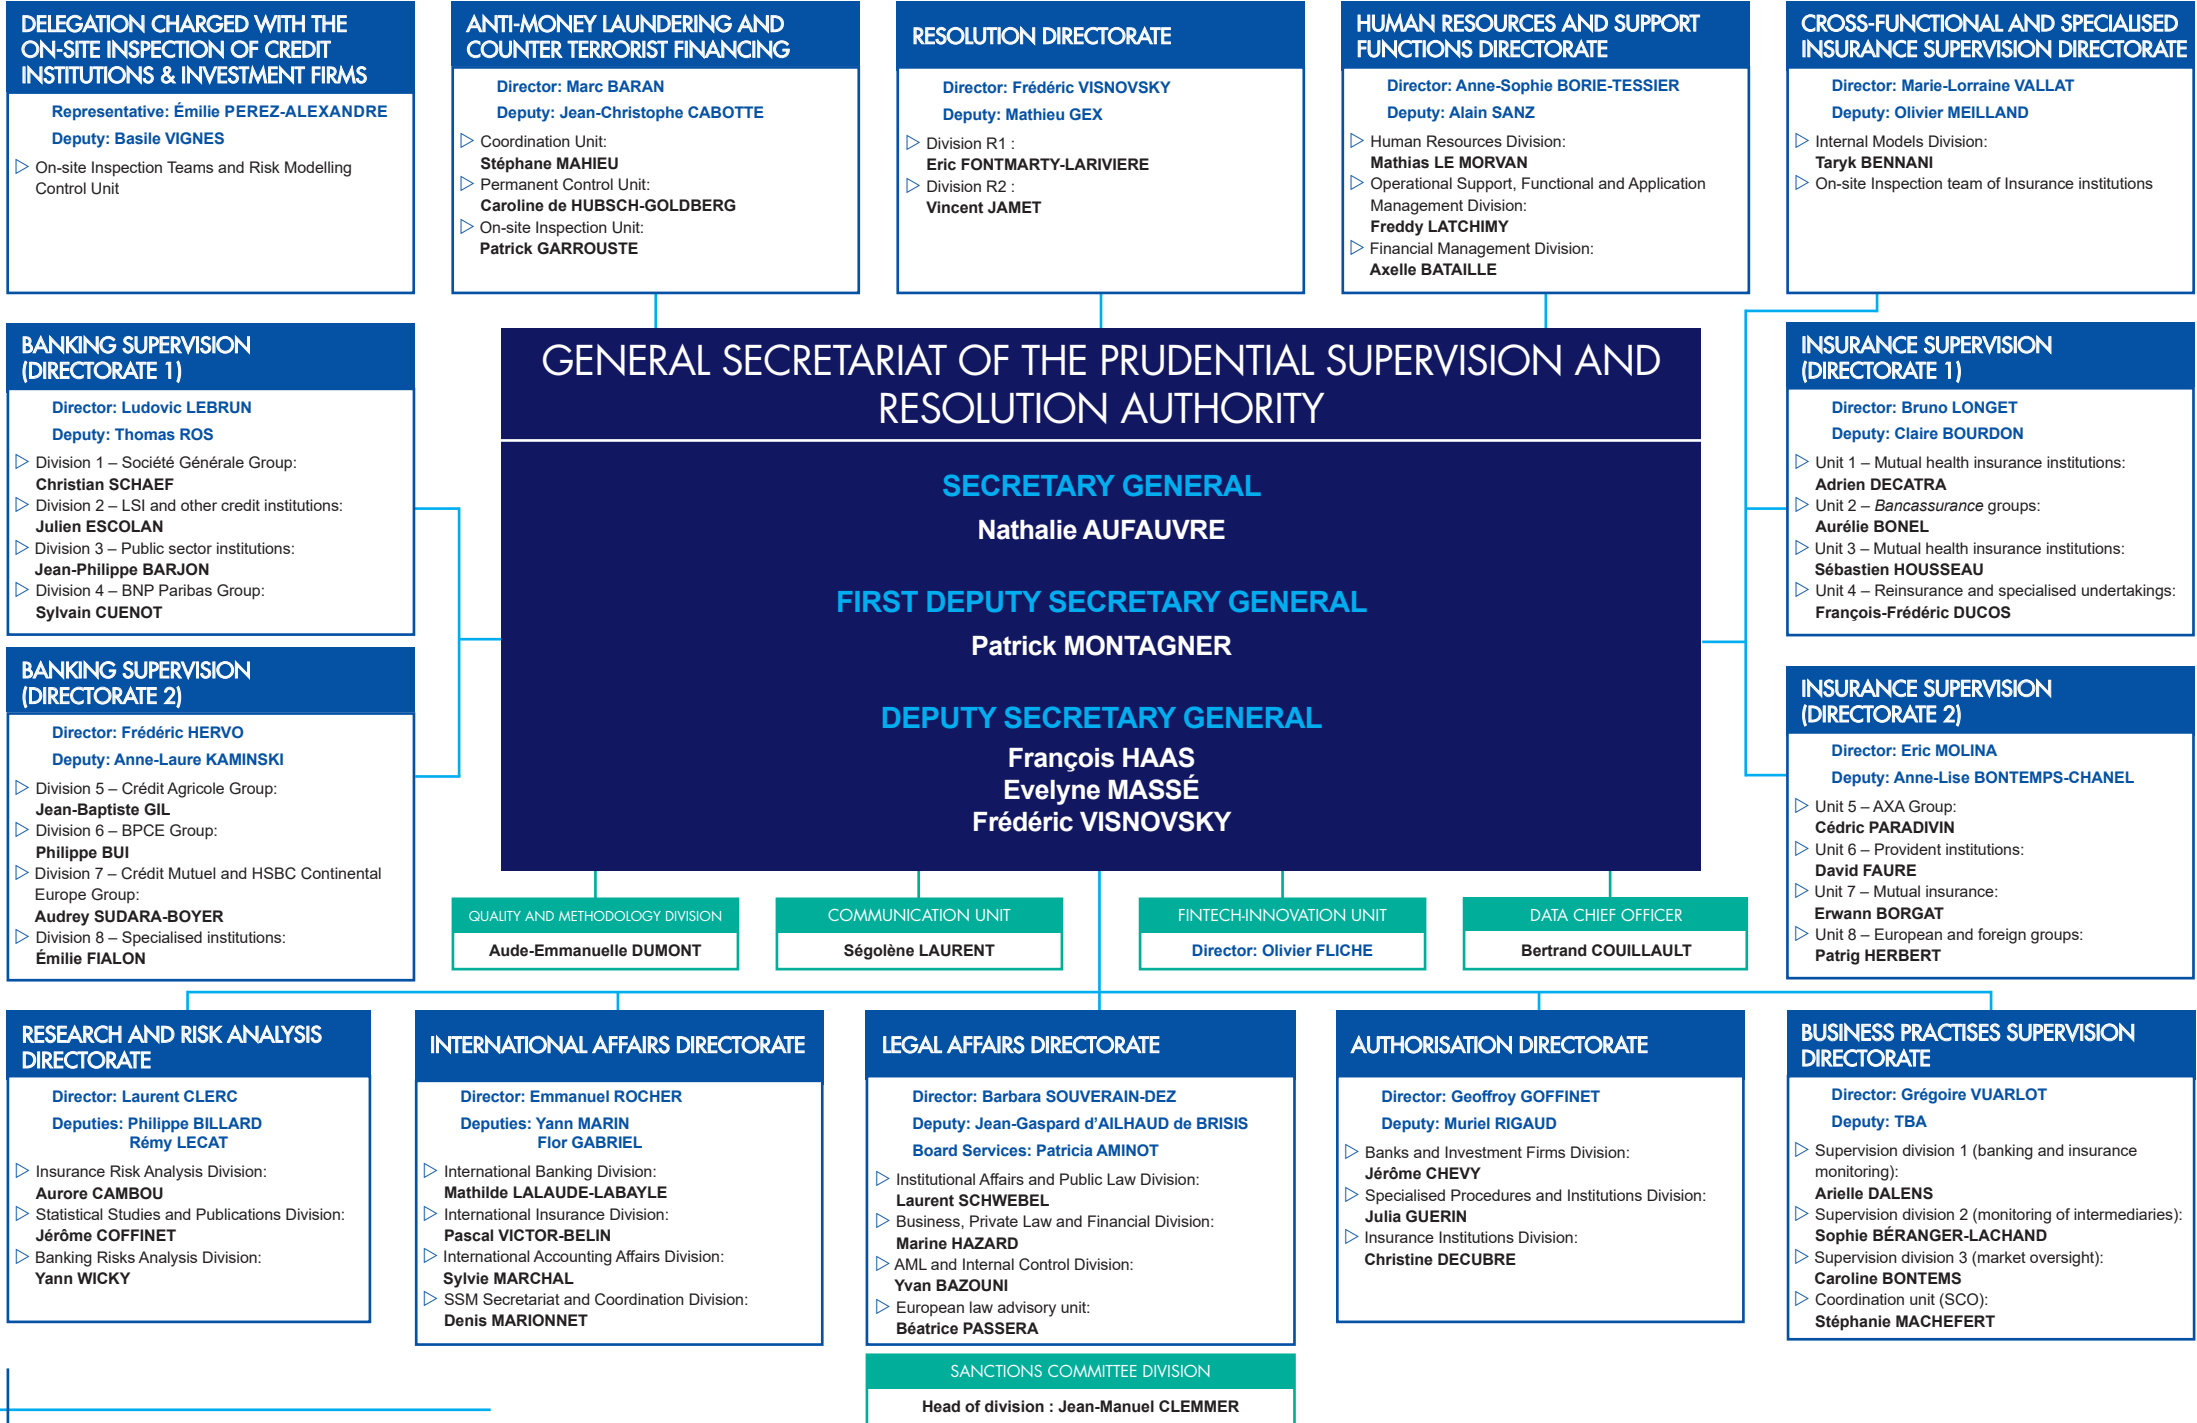 DELEGATION CHARGED WITH THE
ON-SITE INSPECTION OF CREDIT
INSTITUTIONS & INVESTMENT FIRMS
Representative: Émilie PEREZ-ALEXANDRE
Deputy: Basile VIGNES
On-site Inspection Teams and Risk Modelling
Control Unit
ANTI-MONEY LAUNDERING AND
COUNTER TERRORIST FINANCING
Director: Marc BARAN
Deputy: Jean-Christophe CABOTTE
Coordination Unit:
Stéphane MAHIEU
Permanent Control Unit:
Caroline de HUBSCH-GOLDBERG
On-site Inspection Unit:
Patrick GARROUSTE
RESOLUTION DIRECTORATE
Director: Frédéric VISNOVSKY
Deputy: Mathieu GEX
Division R1 :
Eric FONTMARTY-LARIVIERE
Division R2 :
Vincent JAMET
HUMAN RESOURCES AND SUPPORT
FUNCTIONS DIRECTORATE
Director: Anne-Sophie BORIE-TESSIER
Deputy: Alain SANZ
Human Resources Division:
Mathias LE MORVAN
Operational Support, Functional and Application
Management Division:
Freddy LATCHIMY
Financial Management Division:
Axelle BATAILLE
CROSS-FUNCTIONAL AND SPECIALISED
INSURANCE SUPERVISION DIRECTORATE
Director: Marie-Lorraine VALLAT
Deputy: Olivier MEILLAND
Internal Models Division:
Taryk BENNANI
On-site Inspection team of Insurance institutions
BANKING SUPERVISION
(DIRECTORATE 1)
Director: Ludovic LEBRUN
Deputy: Thomas ROS
Division 1 – Société Générale Group:
Christian SCHAEF
Division 2 – LSI and other credit institutions:
Julien ESCOLAN
Division 3 – Public sector institutions:
Jean-Philippe BARJON
Division 4 – BNP Paribas Group:
Sylvain CUENOT
BANKING SUPERVISION
(DIRECTORATE 2)
Director: Frédéric HERVO
Deputy: Anne-Laure KAMINSKI
Division 5 – Crédit Agricole Group:
Jean-Baptiste GIL
Division 6 – BPCE Group:
Philippe BUI
Division 7 – Crédit Mutuel and HSBC Continental
Europe Group:
Audrey SUDARA-BOYER
Division 8 – Specialised institutions:
Émilie FIALON
GENERAL SECRETARIAT OF THE PRUDENTIAL SUPERVISION AND
RESOLUTION AUTHORITY
SECRETARY GENERAL
Nathalie AUFAUVRE
FIRST DEPUTY SECRETARY GENERAL
Patrick MONTAGNER
DEPUTY SECRETARY GENERAL
François HAAS
Evelyne MASSÉ
Frédéric VISNOVSKY
INSURANCE SUPERVISION
(DIRECTORATE 1)
Director: Bruno LONGET
Deputy: Claire BOURDON
Unit 1 – Mutual health insurance institutions:
Adrien DECATRA
Unit 2 – Bancassurance groups:
Aurélie BONEL
Unit 3 – Mutual health insurance institutions:
Sébastien HOUSSEAU
Unit 4 – Reinsurance and specialised undertakings:
François-Frédéric DUCOS
INSURANCE SUPERVISION
(DIRECTORATE 2)
Director: Eric MOLINA
Deputy: Anne-Lise BONTEMPS-CHANEL
Unit 5 – AXA Group:
Cédric PARADIVIN
Unit 6 – Provident institutions:
David FAURE
Unit 7 – Mutual insurance:
Erwann BORGAT
Unit 8 – European and foreign groups:
Patrig HERBERT
QUALITY AND METHODOLOGY DIVISION
Aude-Emmanuelle DUMONT
COMMUNICATION UNIT
Ségolène LAURENT
FINTECH-INNOVATION UNIT
Director: Olivier FLICHE
DATA CHIEF OFFICER
Bertrand COUILLAULT
RESEARCH AND RISK ANALYSIS
DIRECTORATE
Director: Laurent CLERC
Deputies: Philippe BILLARD
Rémy LECAT
Insurance Risk Analysis Division:
Aurore CAMBOU
Statistical Studies and Publications Division:
Jérôme COFFINET
Banking Risks Analysis Division:
Yann WICKY
INTERNATIONAL AFFAIRS DIRECTORATE
Director: Emmanuel ROCHER
Deputies: Yann MARIN
Flor GABRIEL
International Banking Division:
Mathilde LALAUDE-LABAYLE
International Insurance Division:
Pascal VICTOR-BELIN
International Accounting Affairs Division:
Sylvie MARCHAL
SSM Secretariat and Coordination Division:
Denis MARIONNET
LEGAL AFFAIRS DIRECTORATE
Director: Barbara SOUVERAIN-DEZ
Deputy: Jean-Gaspard d'AILHAUD de BRISIS
Board Services: Patricia AMINOT
Institutional Affairs and Public Law Division:
Laurent SCHWEBEL
Business, Private Law and Financial Division:
Marine HAZARD
AML and Internal Control Division:
Yvan BAZOUNI
European law advisory unit:
Béatrice PASSERA
SANCTIONS COMMITTEE DIVISION
Head of division : Jean-Manuel CLEMMER
AUTHORISATION DIRECTORATE
Director: Geoffroy GOFFINET
Deputy: Muriel RIGAUD
Banks and Investment Firms Division:
Jérôme CHEVY
Specialised Procedures and Institutions Division:
Julia GUERIN
Insurance Institutions Division:
Christine DECUBRE
BUSINESS PRACTISES SUPERVISION
DIRECTORATE
Director: Grégoire VUARLOT
Deputy: TBA
Supervision division 1 (banking and insurance
monitoring):
Arielle DALENS
Supervision division 2 (monitoring of intermediaries):
Sophie BÉRANGER-LACHAND
Supervision division 3 (market oversight):
Caroline BONTEMS
Coordination unit (SCO):
Stéphanie MACHEFERT